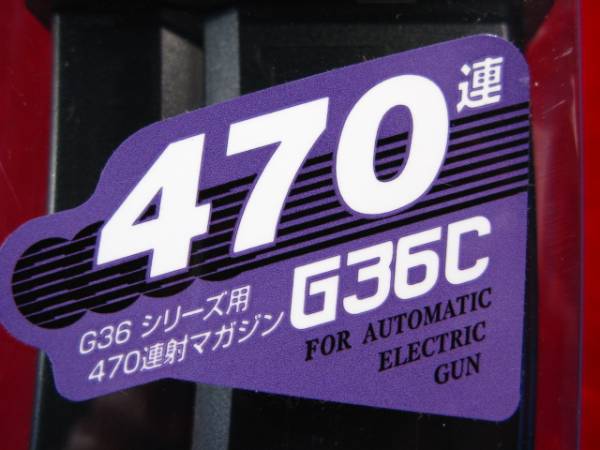 470連
G36 シリーズ用
470連射マガジン
G36C
FOR AUTOMATIC
ELECTRIC
GUN